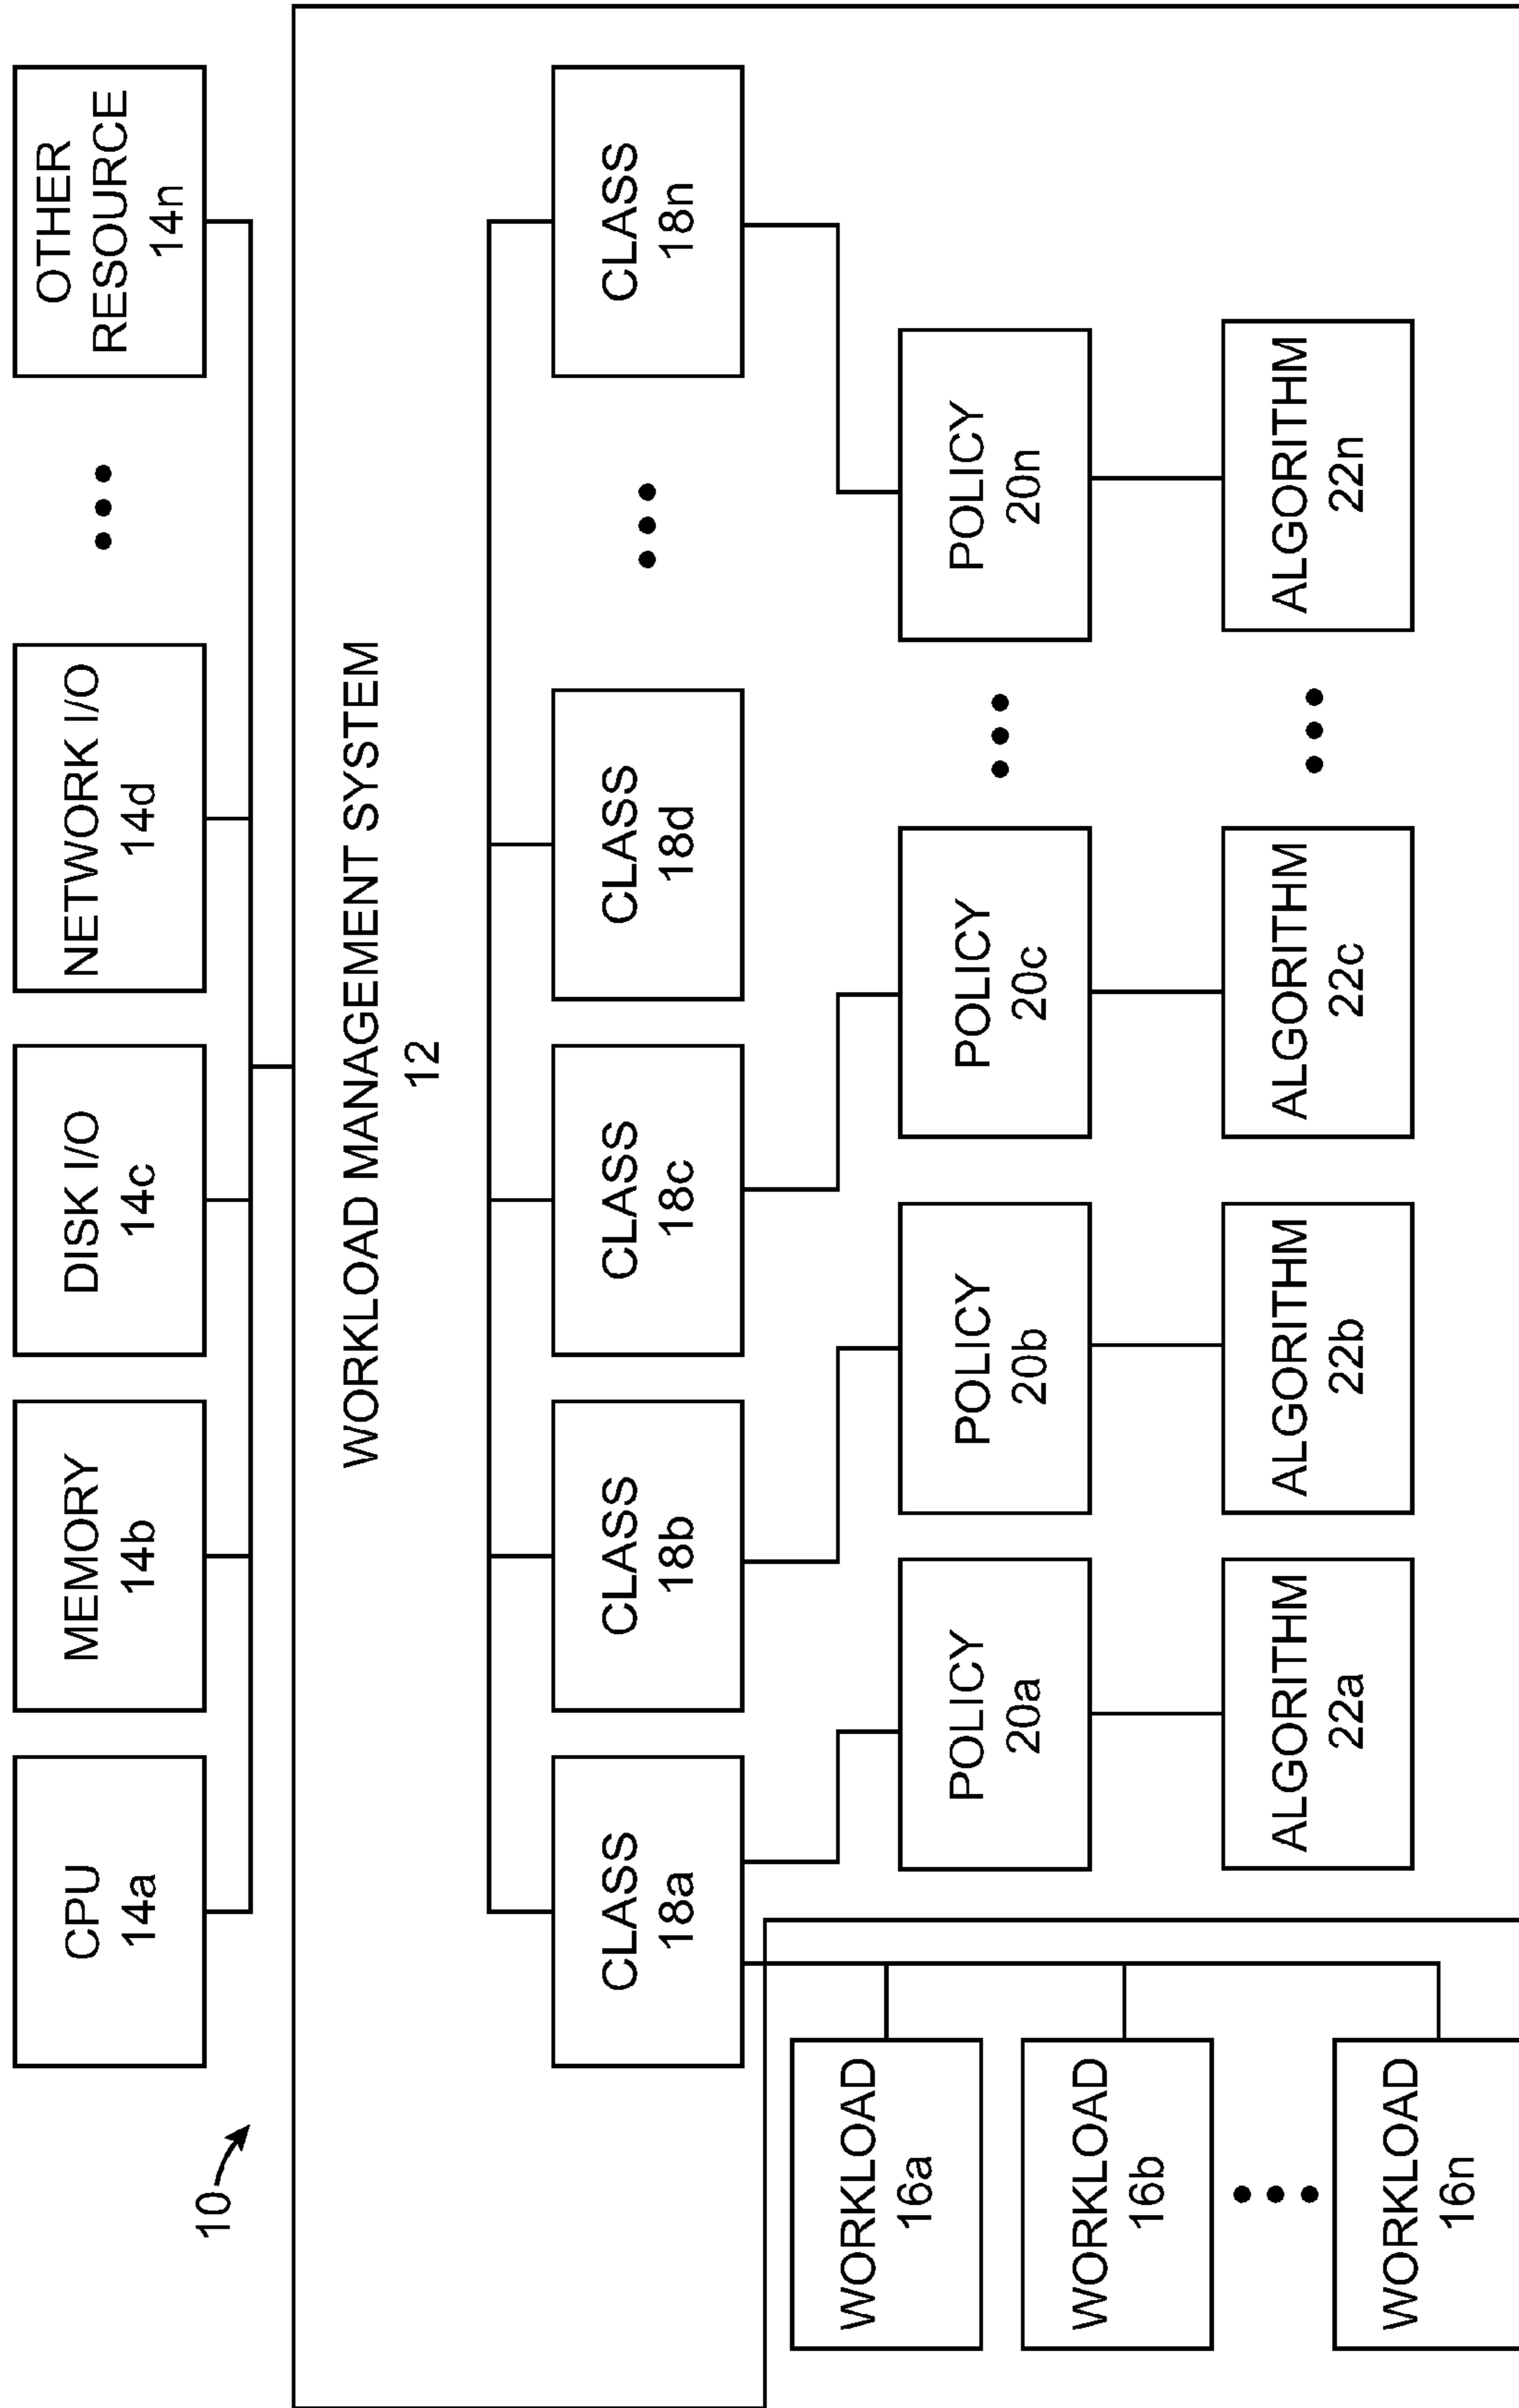 10
CPU
14a
MEMORY
14b
DISK I/O
14c
NETWORK I/O
14d
OTHER
RESOURCE
14n
WORKLOAD MANAGEMENT SYSTEM
12
CLASS
18a
CLASS
18b
CLASS
18c
CLASS
18d
CLASS
18n
WORKLOAD
16a
WORKLOAD
16b
WORKLOAD
16n
POLICY
20a
POLICY
20b
POLICY
20c
POLICY
20n
ALGORITHM
22a
ALGORITHM
22b
ALGORITHM
22c
ALGORITHM
22n